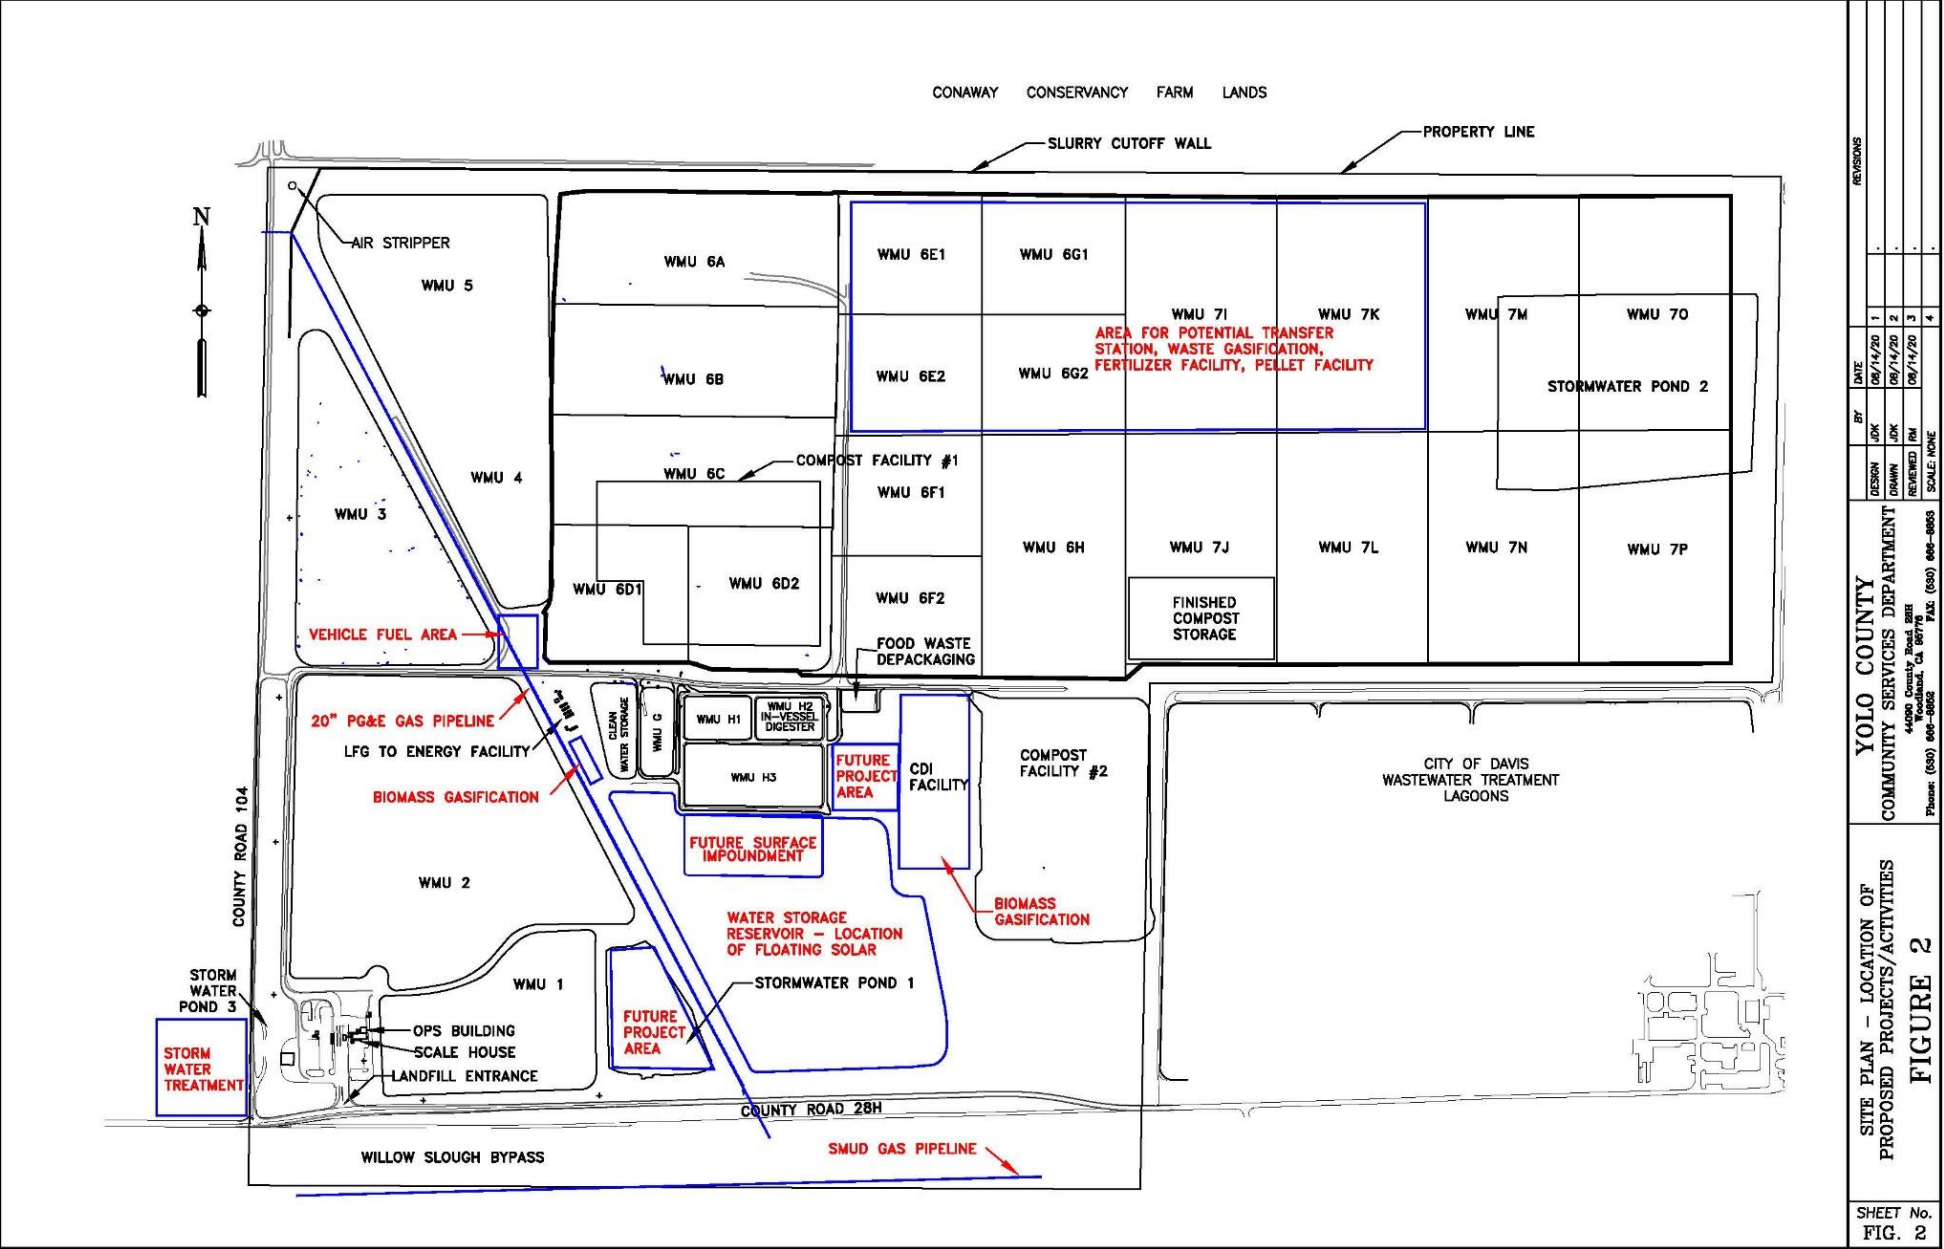 CONAWAY CONSERVANCY FARM LANDS
SLURRY CUTOFF WALL
PROPERTY LINE
N
AIR STRIPPER
WMU 5
WMU 6A
WMU 6E1
WMU 6G1
WMU 7I
WMU 7K
WMU 7M
WMU 7O
AREA FOR POTENTIAL TRANSFER
STATION, WASTE GASIFICATION,
FERTILIZER FACILITY, PELLET FACILITY
WMU 6B
WMU 6E2
WMU 6G2
STORMWATER POND 2
COMPOST FACILITY #1
WMU 4
WMU 6C
WMU 6F1
WMU 3
WMU 6H
WMU 7J
WMU 7L
WMU 7N
WMU 7P
WMU 6D1
WMU 6D2
WMU 6F2
FINISHED
COMPOST
STORAGE
VEHICLE FUEL AREA
FOOD WASTE
DEPACKAGING
20" PG&E GAS PIPELINE
LFG TO ENERGY FACILITY
CLEAN
WATER STORAGE
WMU G
WMU H1
WMU H2
IN-VESSEL
DIGESTER
WMU H3
FUTURE
PROJECT
AREA
CDI
FACILITY
COMPOST
FACILITY #2
CITY OF DAVIS
WASTEWATER TREATMENT
LAGOONS
BIOMASS GASIFICATION
COUNTY ROAD 104
FUTURE SURFACE
IMPOUNDMENT
WMU 2
BIOMASS
GASIFICATION
WATER STORAGE
RESERVOIR – LOCATION
OF FLOATING SOLAR
STORM
WATER
POND 3
WMU 1
STORMWATER POND 1
FUTURE
PROJECT
AREA
OPS BUILDING
SCALE HOUSE
LANDFILL ENTRANCE
STORM
WATER
TREATMENT
COUNTY ROAD 28H
WILLOW SLOUGH BYPASS
SMUD GAS PIPELINE
REVISIONS
1
2
3
4
DATE
08/14/20
08/14/20
08/14/20
BY
JDK
JDK
RM
DESIGN
DRAWN
REVIEWED
SCALE: NONE
YOLO COUNTY
COMMUNITY SERVICES DEPARTMENT
44090 County Road 28H
Woodland, CA 95776
SITE PLAN – LOCATION OF
PROPOSED PROJECTS/ACTIVITIES
FIGURE 2
SHEET No.
FIG. 2